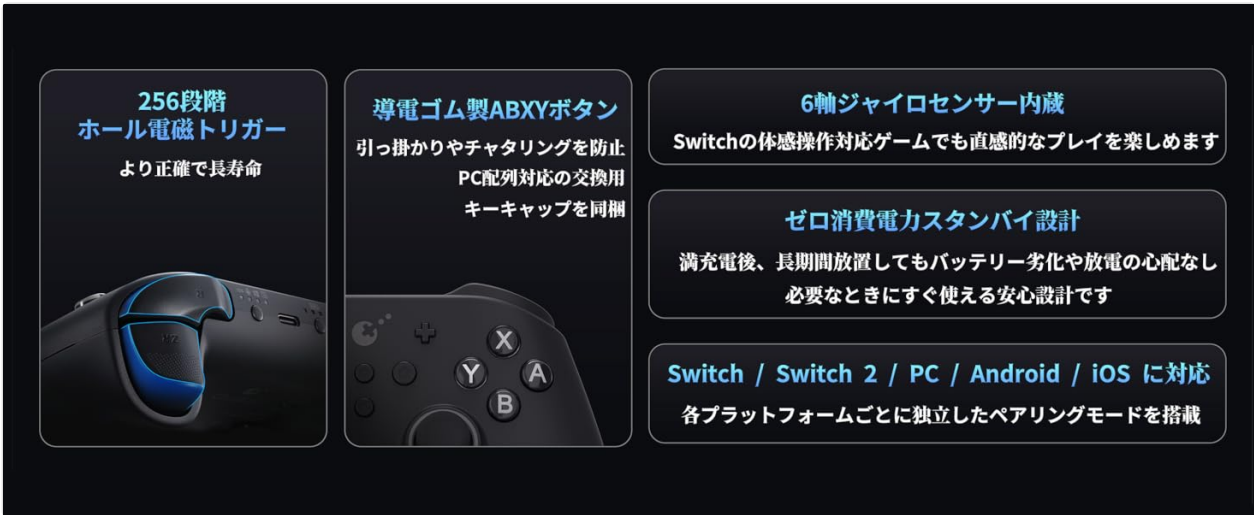 256段階
ホール電磁トリガー
より正確で長寿命
導電ゴム製ABXYボタン
引っ掛かりやチャタリングを防止
PC配列対応の交換用
キーキャップを同梱
X
Y
A
B
6軸ジャイロセンサー内蔵
Switchの体感操作対応ゲームでも直感的なプレイを楽しめます
ゼロ消費電力スタンバイ設計
満充電後、長期間放置してもバッテリー劣化や放電の心配なし
必要なときにすぐ使える安心設計です
Switch / Switch 2 / PC / Android / iOS に対応
各プラットフォームごとに独立したペアリングモードを搭載